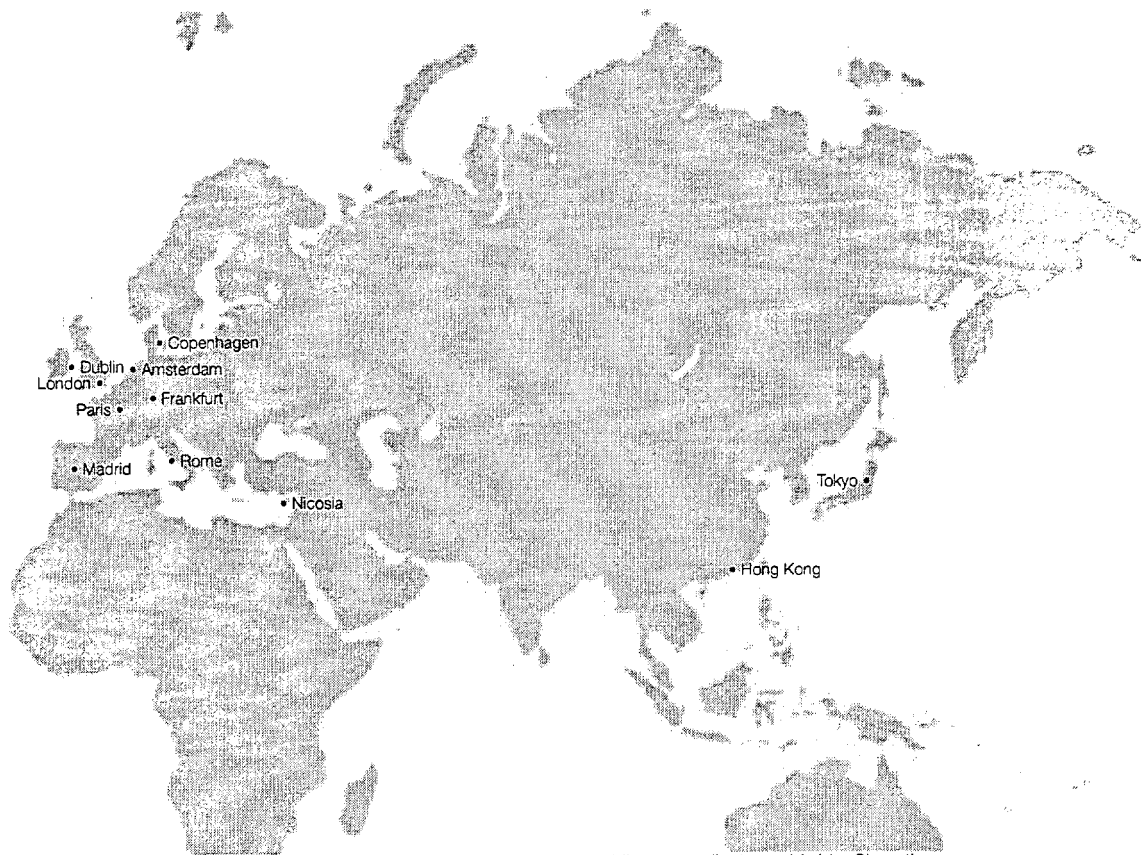 Copenhagen
Dublin
Amsterdam
London
Frankfurt
Paris
Rome
Madrid
Tokyo
Nicosia
Hong Kong